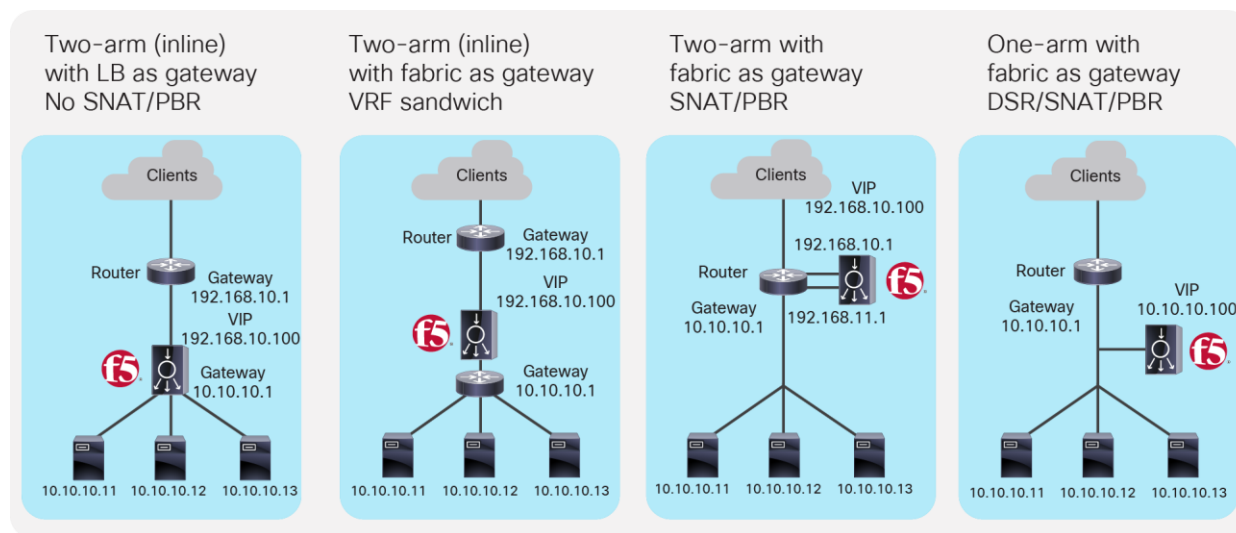 Two-arm (inline)
with LB as gateway
No SNAT/PBR
Clients
Router
Gateway
192.168.10.1
VIP
192.168.10.100
f5
Gateway
10.10.10.1
10.10.10.11 10.10.10.12 10.10.10.13
Two-arm (inline)
with fabric as gateway
VRF sandwich
Clients
Router
Gateway
192.168.10.1
VIP
192.168.10.100
f5
Gateway
10.10.10.1
10.10.10.11 10.10.10.12 10.10.10.13
Two-arm with
fabric as gateway
SNAT/PBR
Clients
VIP
192.168.10.100
192.168.10.1
Router
f5
Gateway
10.10.10.1
192.168.11.1
10.10.10.11 10.10.10.12 10.10.10.13
One-arm with
fabric as gateway
DSR/SNAT/PBR
Clients
Router
Gateway
10.10.10.1
VIP
10.10.10.100
f5
10.10.10.11 10.10.10.12 10.10.10.13